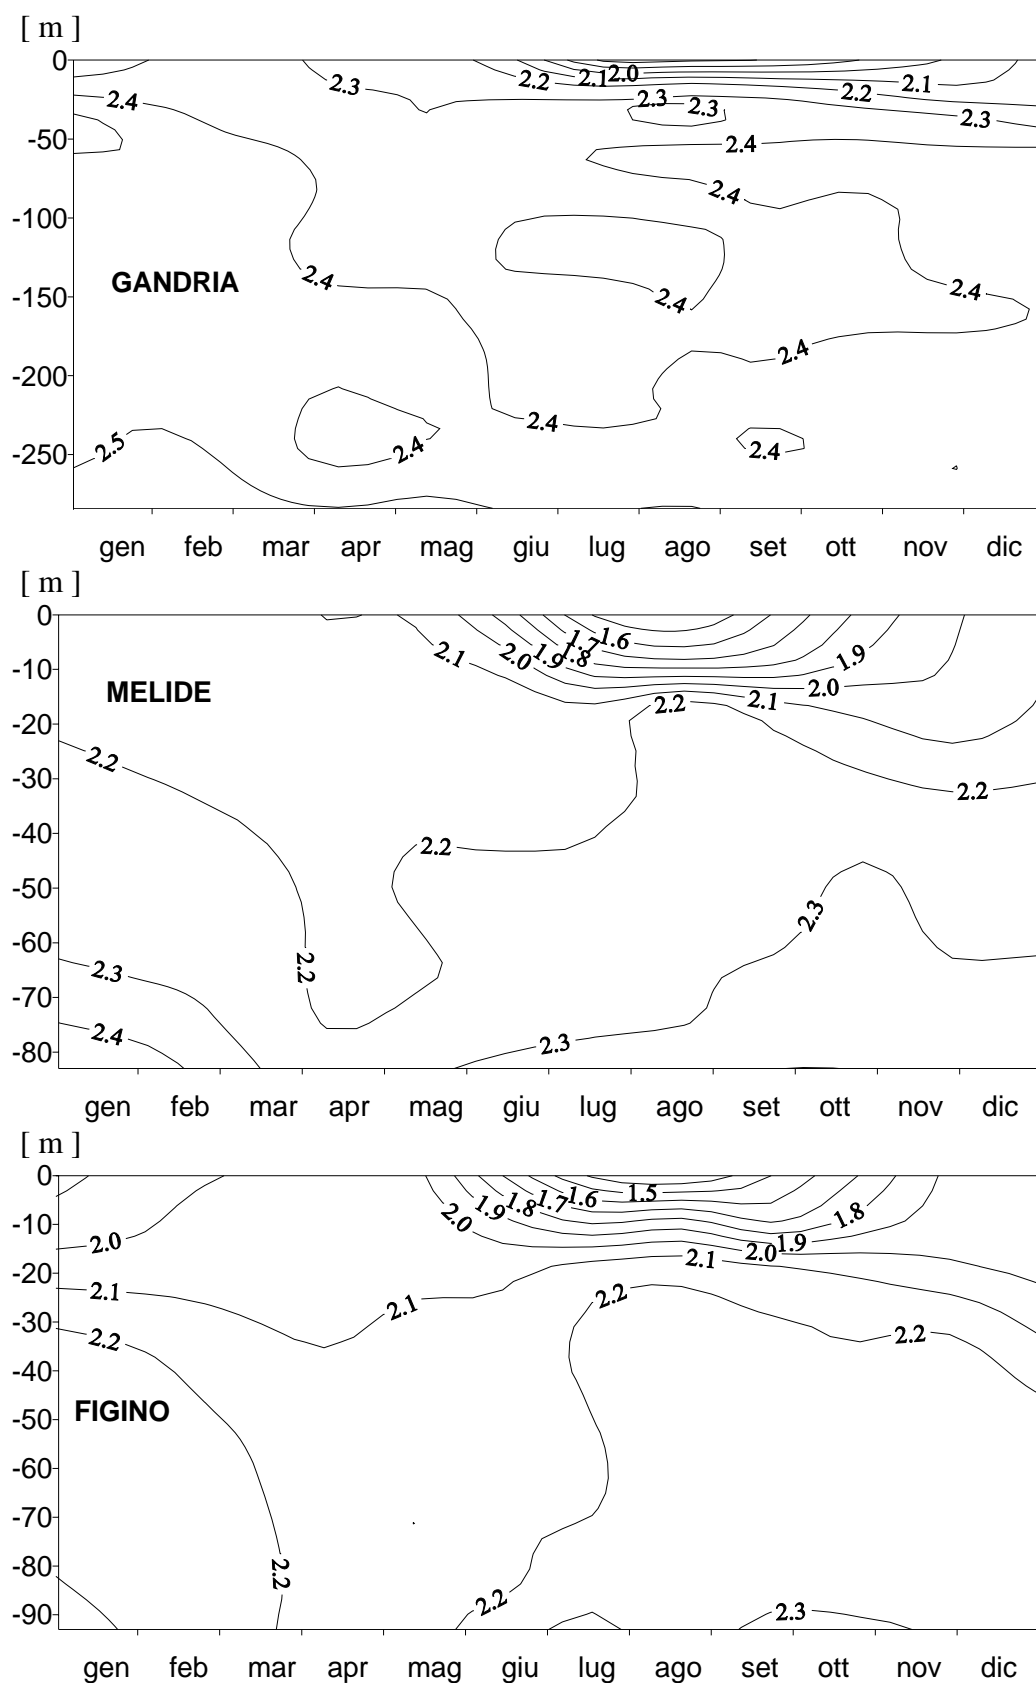 [ m ]
0
2.3 2.2 2.1 2.0 2.1
2.4 2.3 2.3 2.2 2.3
-50
2.4
2.4
-100
GANDRIA 2.4 2.4 2.4
-150
2.4
-200
2.4
2.5 2.4 2.4
-250
gen feb mar apr mag giu lug ago set ott nov dic
[ m ]
0
2.1 2.0 1.9 1.8 1.7 1.6 1.9
-10
MELIDE 2.2 2.1 2.0
-20
2.2 2.2
-30
-40
2.2
-50
2.3
-60
2.3 2.2
-70
2.4 2.3
-80
gen feb mar apr mag giu lug ago set ott nov dic
[ m ]
0
2.0 1.9 1.8 1.7 1.6 1.5 1.8
-10
2.0 2.1 2.0 1.9
-20
2.1 2.1 2.2
-30
2.2 2.2
-40
FIGINO
-50
-60
-70
-80
2.2 2.2 2.3
-90
gen feb mar apr mag giu lug ago set ott nov dic